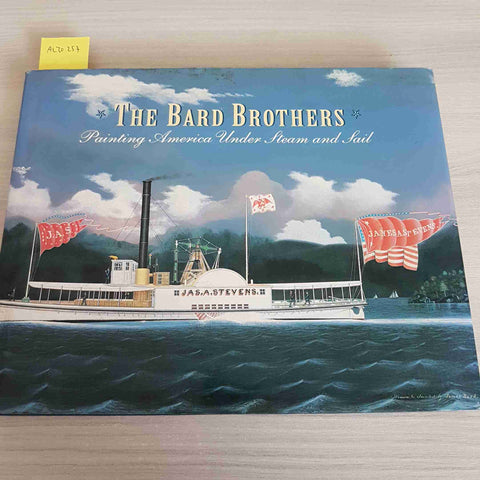 ALTO 257
THE BARD BROTHERS
Painting America Under Steam and Sail
J.A.S.
JAMES A. STEVENS
JAS. A. STEVENS.